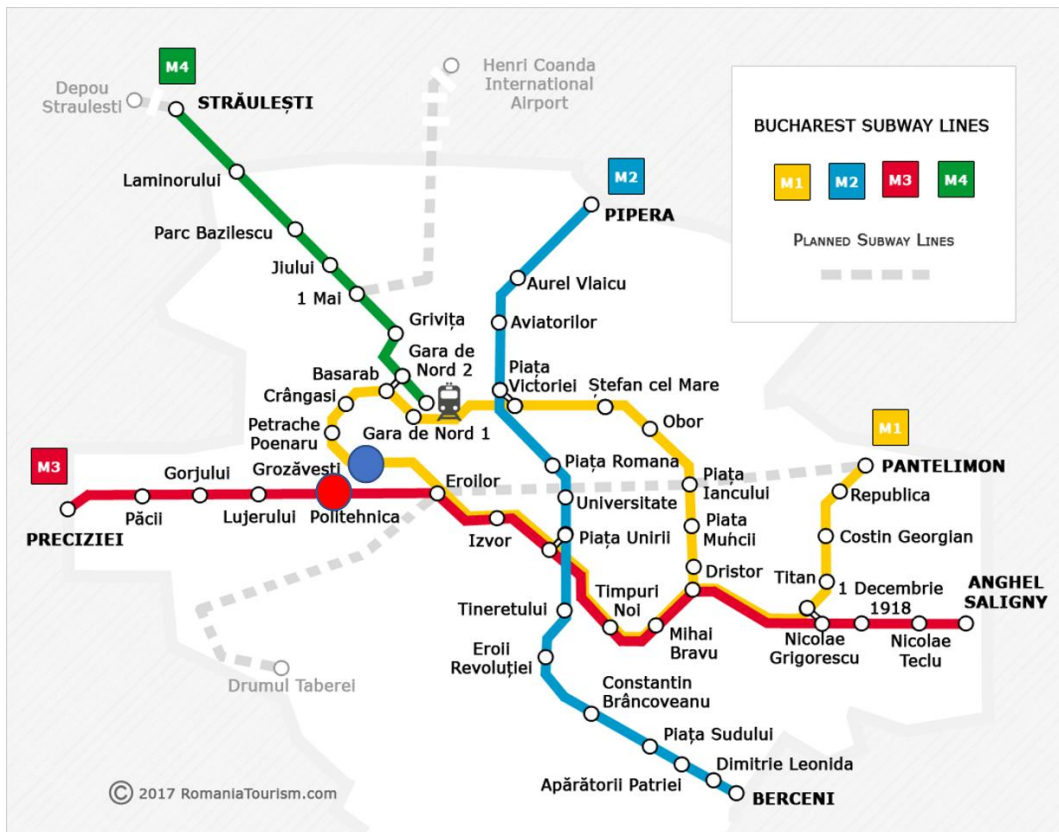 M4
Depou
Straulesti
STRĂULEȘTI
Henri Coanda
International
Airport
BUCHAREST SUBWAY LINES
M1
M2
M3
M4
PLANNED SUBWAY LINES
Laminorului
M2
PIPERA
Parc Bazilescu
Jiului
1 Mai
Aurel Vlaicu
Grivița
Aviatorilor
Gara de
Nord 2
Basarab
Crângasi
Piața
Victoriei
Ștefan cel Mare
Obor
Petrache
Poenaru
Gara de Nord 1
M1
M3
Gorjului
Grozăvești
Piața Romana
Piața
Iancului
PANTELIMON
Republica
Eroilor
Universitate
Păcii
Lujerului
Politehnica
PRECIZIEI
Izvor
Piața Unirii
Piata
Muńcii
Costin Georgian
Dristor
Titan
1 Decembrie
1918
ANGHEL
SALIGNY
Timpuri
Noi
Tineretului
Mihai
Bravu
Nicolae
Grigorescu
Nicolae
Teclu
Eroii
Revoluției
Drumul Taberei
Constantin
Brâncoveanu
Piața Sudului
Dimitrie Leonida
Apărătorii Patriei
BERCENI
© 2017 RomaniaTourism.com